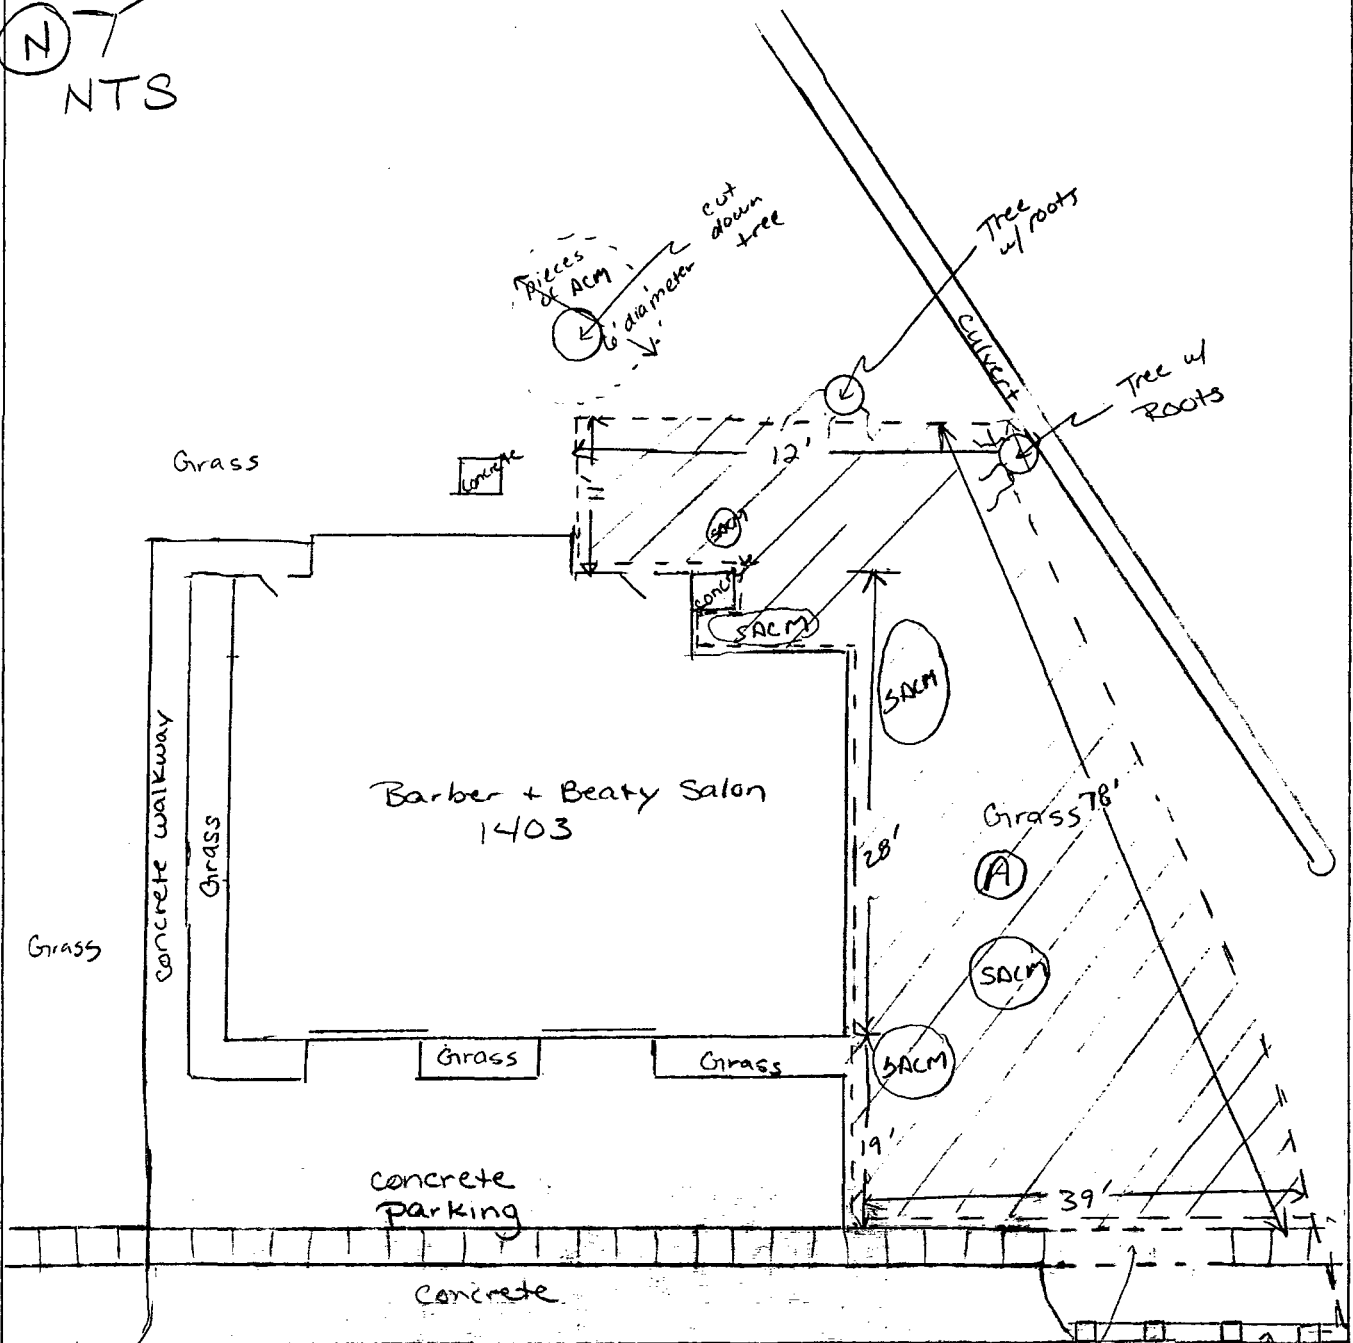 N
NTS
cut
down
tree
Tree
w/ roots
pieces
of ACM
6' diameter
Culvert
Tree w/
Roots
Grass
concrete
12'
11'
SACM
concrete
SACM
SACM
Barber + Beaty Salon
1403
Grass 78'
28'
A
concrete walkway
Grass
Grass
SACM
SACM
Grass
Grass
19'
39'
concrete
parking
concrete